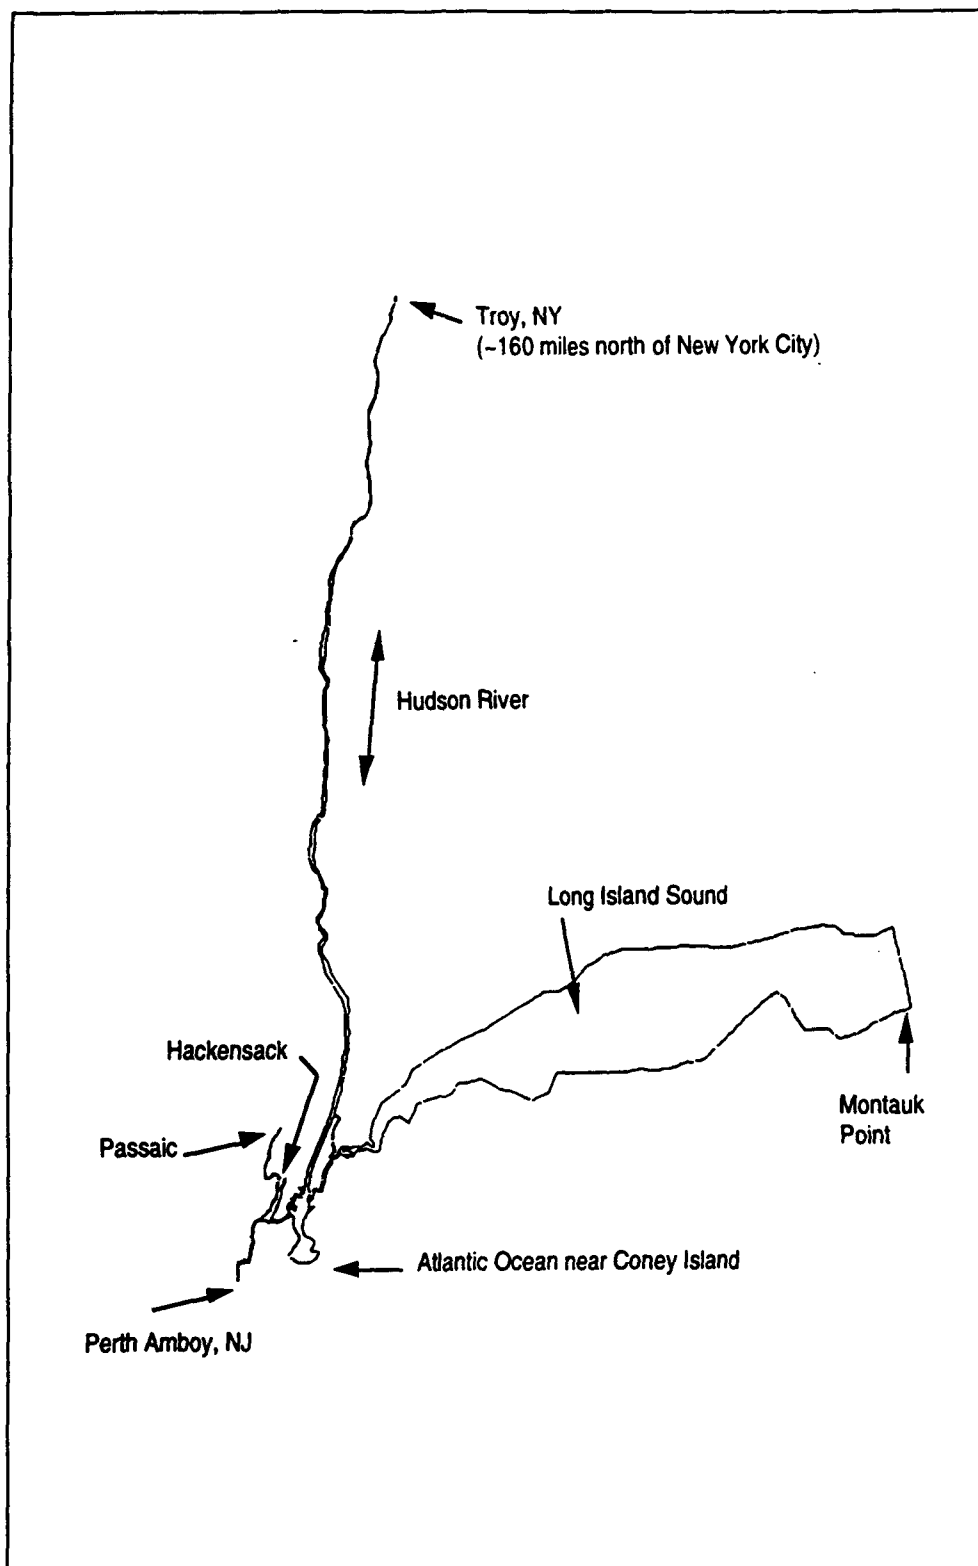 Troy, NY
(~160 miles north of New York City)
Hudson River
Long Island Sound
Hackensack
Montauk
Point
Passaic
Atlantic Ocean near Coney Island
Perth Amboy, NJ